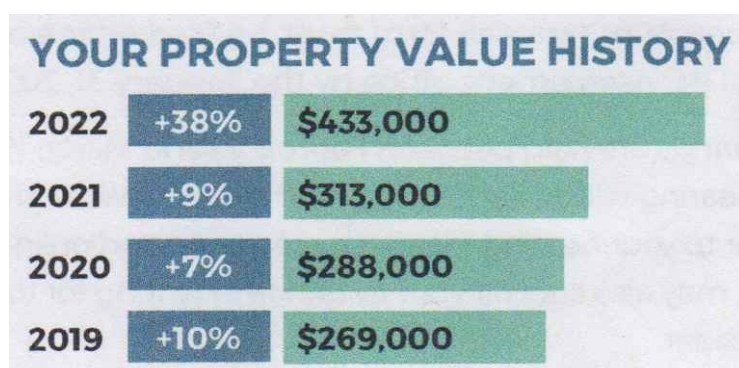 YOUR PROPERTY VALUE HISTORY
2022 +38% $433,000
2021 +9% $313,000
2020 +7% $288,000
2019 +10% $269,000